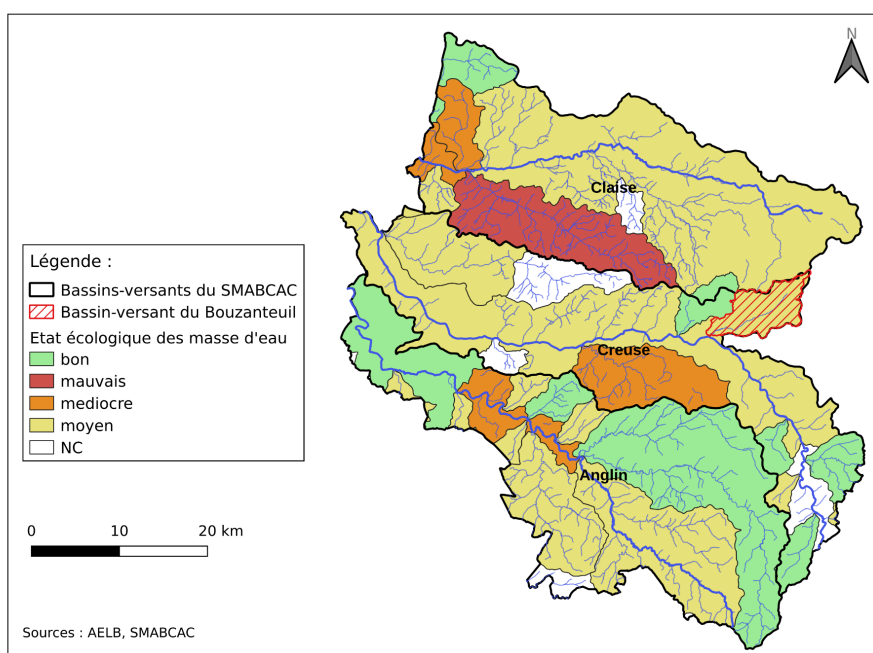 N
Claise
Creuse
Anglin
Légende :
Bassins-versants du SMABCAC
Bassin-versant du Bouzanteuil
Etat écologique des masse d'eau
bon
mauvais
mediocre
moyen
NC
0 10 20 km
Sources : AELB, SMABCAC